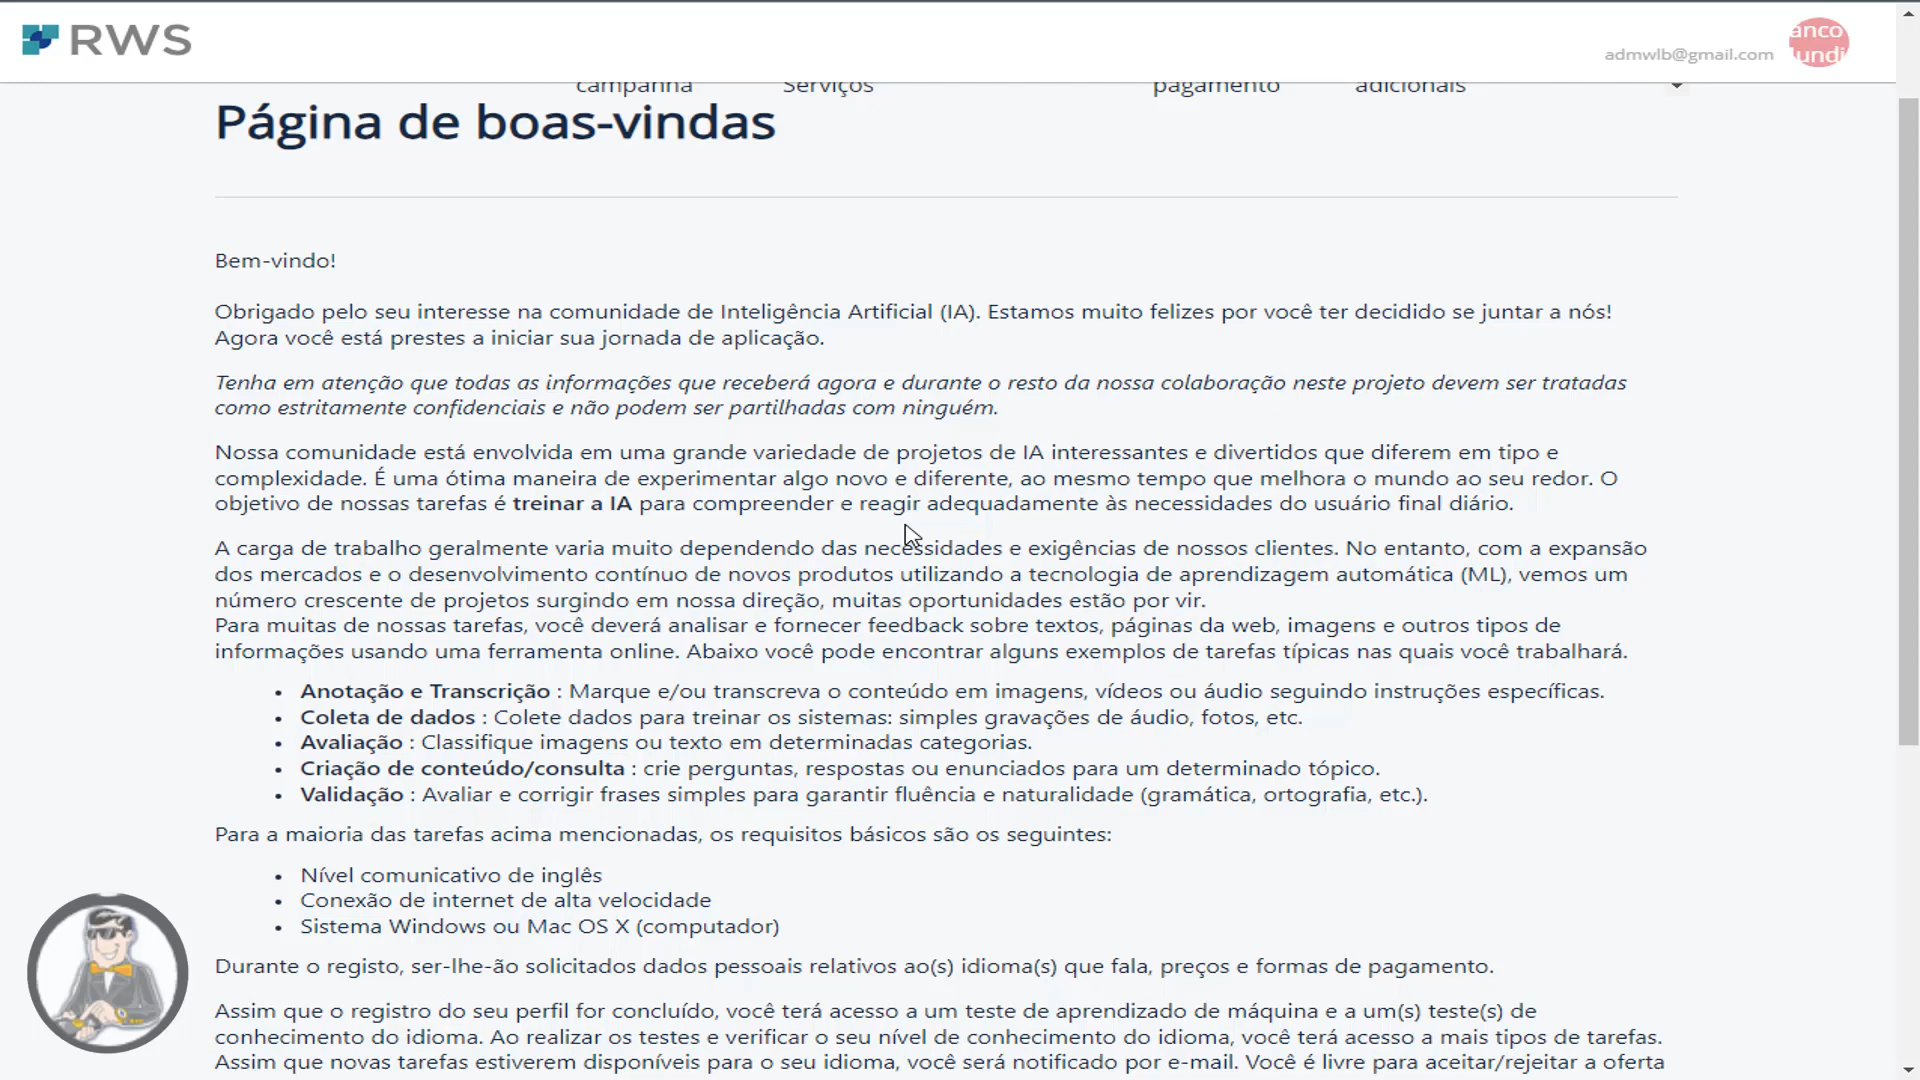 RWS
admwlb@gmail.com
anco
undi
campanha Serviços pagamento adicionais
Página de boas-vindas
Bem-vindo!
Obrigado pelo seu interesse na comunidade de Inteligência Artificial (IA). Estamos muito felizes por você ter decidido se juntar a nós!
Agora você está prestes a iniciar sua jornada de aplicação.
Tenha em atenção que todas as informações que receberá agora e durante o resto da nossa colaboração neste projeto devem ser tratadas
como estritamente confidenciais e não podem ser partilhadas com ninguém.
Nossa comunidade está envolvida em uma grande variedade de projetos de IA interessantes e divertidos que diferem em tipo e
complexidade. É uma ótima maneira de experimentar algo novo e diferente, ao mesmo tempo que melhora o mundo ao seu redor. O
objetivo de nossas tarefas é treinar a IA para compreender e reagir adequadamente às necessidades do usuário final diário.
A carga de trabalho geralmente varia muito dependendo das necessidades e exigências de nossos clientes. No entanto, com a expansão
dos mercados e o desenvolvimento contínuo de novos produtos utilizando a tecnologia de aprendizagem automática (ML), vemos um
número crescente de projetos surgindo em nossa direção, muitas oportunidades estão por vir.
Para muitas de nossas tarefas, você deverá analisar e fornecer feedback sobre textos, páginas da web, imagens e outros tipos de
informações usando uma ferramenta online. Abaixo você pode encontrar alguns exemplos de tarefas típicas nas quais você trabalhará.
• Anotação e Transcrição : Marque e/ou transcreva o conteúdo em imagens, vídeos ou áudio seguindo instruções específicas.
• Coleta de dados : Colete dados para treinar os sistemas: simples gravações de áudio, fotos, etc.
• Avaliação : Classifique imagens ou texto em determinadas categorias.
• Criação de conteúdo/consulta : crie perguntas, respostas ou enunciados para um determinado tópico.
• Validação : Avaliar e corrigir frases simples para garantir fluência e naturalidade (gramática, ortografia, etc.).
Para a maioria das tarefas acima mencionadas, os requisitos básicos são os seguintes:
• Nível comunicativo de inglês
• Conexão de internet de alta velocidade
• Sistema Windows ou Mac OS X (computador)
Durante o registo, ser-lhe-ão solicitados dados pessoais relativos ao(s) idioma(s) que fala, preços e formas de pagamento.
Assim que o registro do seu perfil for concluído, você terá acesso a um teste de aprendizado de máquina e a um(s) teste(s) de
conhecimento do idioma. Ao realizar os testes e verificar o seu nível de conhecimento do idioma, você terá acesso a mais tipos de tarefas.
Assim que novas tarefas estiverem disponíveis para o seu idioma, você será notificado por e-mail. Você é livre para aceitar/rejeitar a oferta